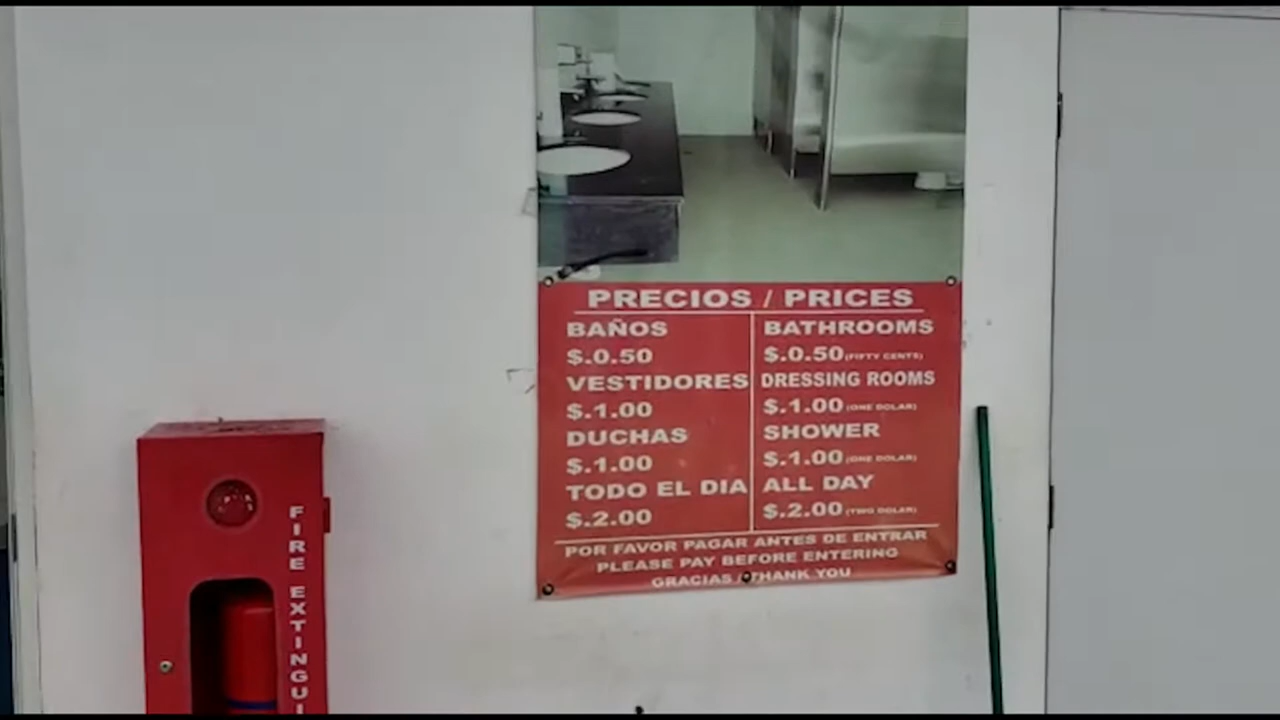 PRECIOS / PRICES
BAÑOS
$.0.50
VESTIDORES
$.1.00
DUCHAS
$.1.00
TODO EL DIA
$.2.00
BATHROOMS
$.0.50 (FIFTY CENTS)
DRESSING ROOMS
$.1.00 (ONE DOLAR)
SHOWER
$.1.00 (ONE DOLAR)
ALL DAY
$.2.00 (TWO DOLAR)
POR FAVOR PAGAR ANTES DE ENTRAR
PLEASE PAY BEFORE ENTERING
GRACIAS / THANK YOU
FIRE EXTINGUI